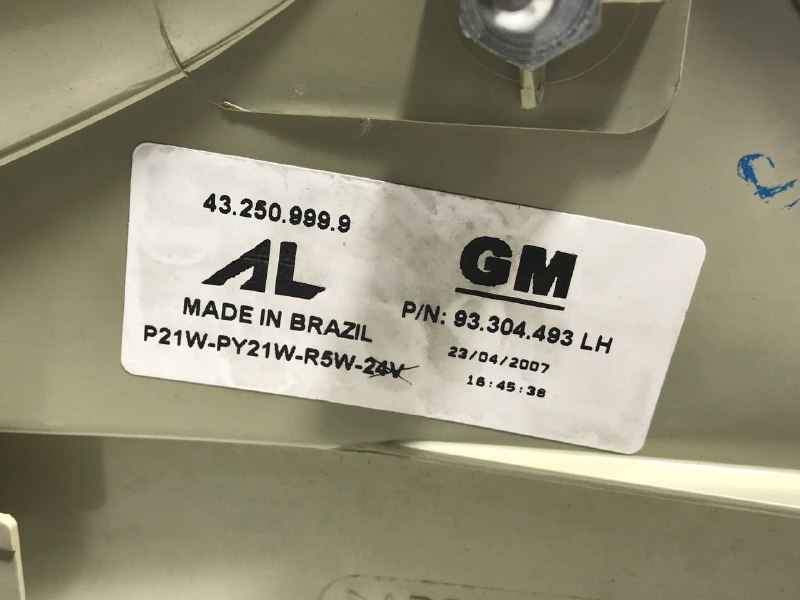 43.250.999.9
AL
MADE IN BRAZIL
P21W-PY21W-R5W-24V
GM
P/N: 93.304.493 LH
23/04/2007
16:45:38